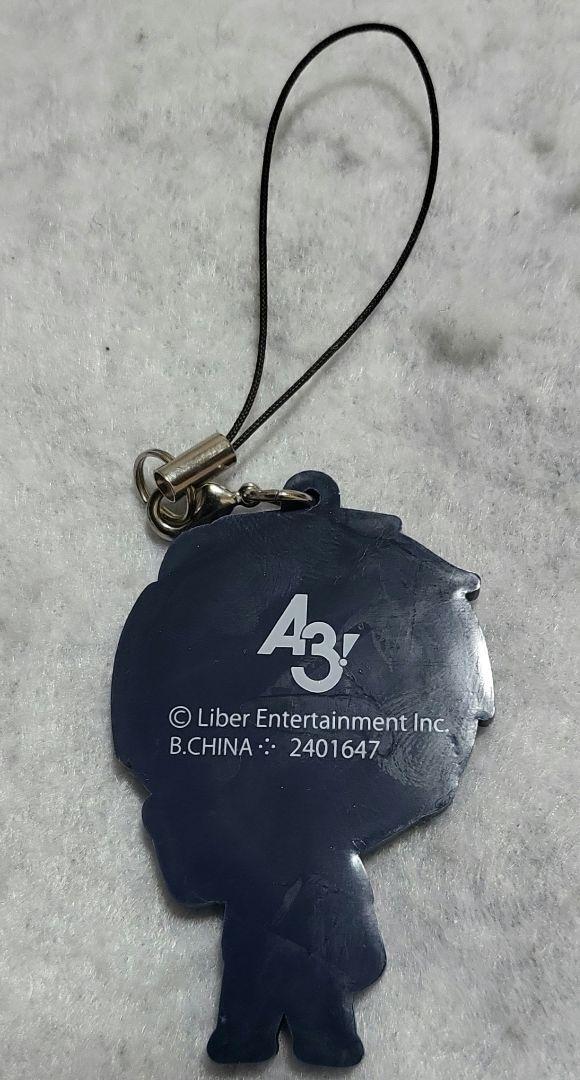 A3!
© Liber Entertainment Inc.
B.CHINA ⁘ 2401647